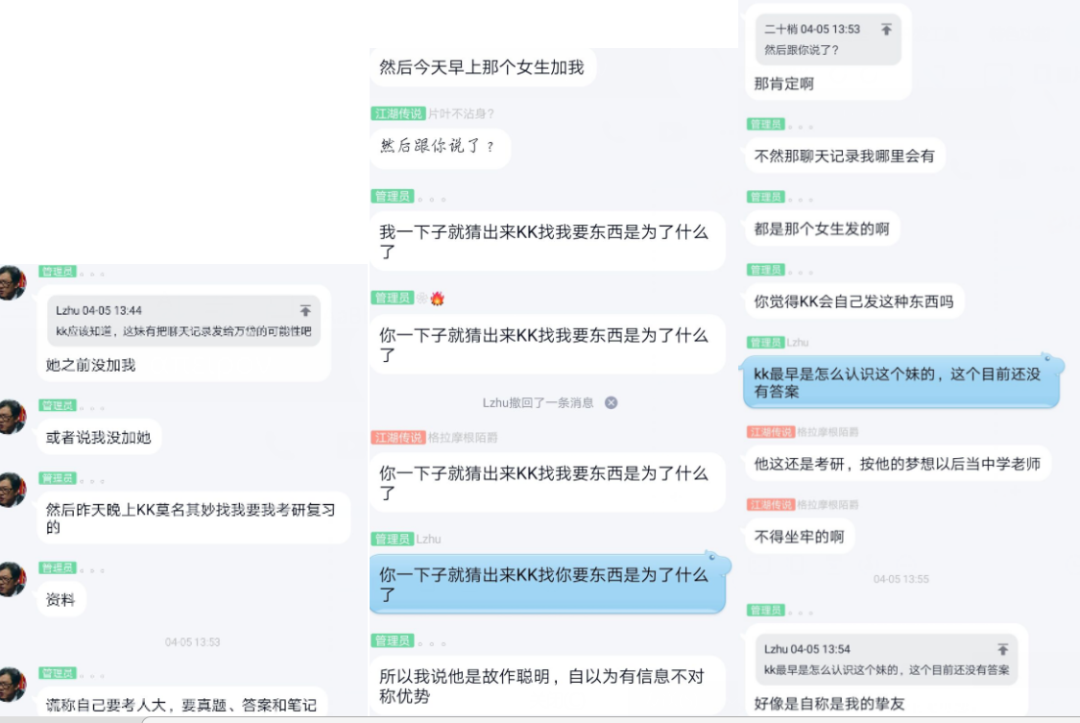 管理员
Lzhu 04-05 13:44
kk应该知道，这妹有把聊天记录发给万岱的可能性吧
她之前没加我
管理员
或者说我没加她
管理员
然后昨天晚上KK莫名其妙找我要我考研复习
的
管理员
资料
04-05 13:53
管理员
谎称自己要考人大，要真题、答案和笔记
然后今天早上那个女生加我
江湖传说 片叶不沾身?
然后跟你说了？
管理员
我一下子就猜出来KK找我要东西是为了什么
了
管理员
你一下子就猜出来KK找我要东西是为了什么
了
Lzhu撤回了一条消息
江湖传说 格拉摩根陌爵
你一下子就猜出来KK找我要东西是为了什么
了
管理员 Lzhu
你一下子就猜出来KK找你要东西是为了什么
了
管理员
所以我说他是故作聪明，自以为有信息不对
称优势
二十梢 04-05 13:53
然后跟你说了？
那肯定啊
管理员
不然那聊天记录我哪里会有
管理员
都是那个女生发的啊
管理员
你觉得KK会自己发这种东西吗
管理员 Lzhu
kk最早是怎么认识这个妹的，这个目前还没
有答案
江湖传说 格拉摩根陌爵
他这还是考研，按他的梦想以后当中学老师
江湖传说 格拉摩根陌爵
不得坐牢的啊
04-05 13:55
管理员
Lzhu 04-05 13:54
kk最早是怎么认识这个妹的，这个目前还没有答案
好像是自称是我的挚友